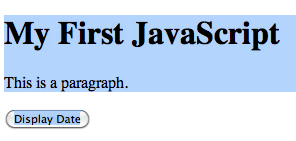 My First JavaScript
This is a paragraph.
Display Date